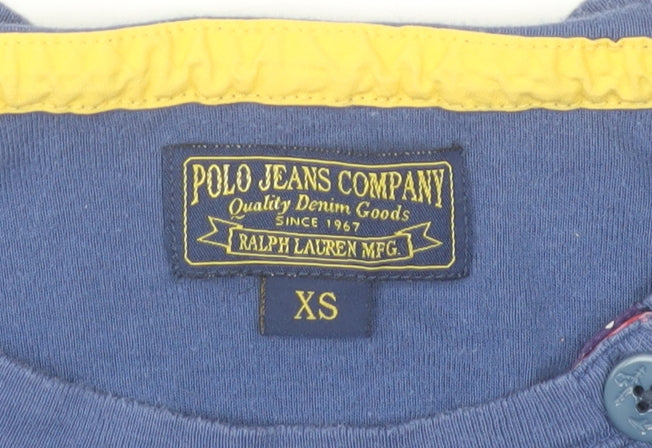 POLO JEANS COMPANY
Quality Denim Goods
SINCE 1967
RALPH LAUREN MFG.
XS